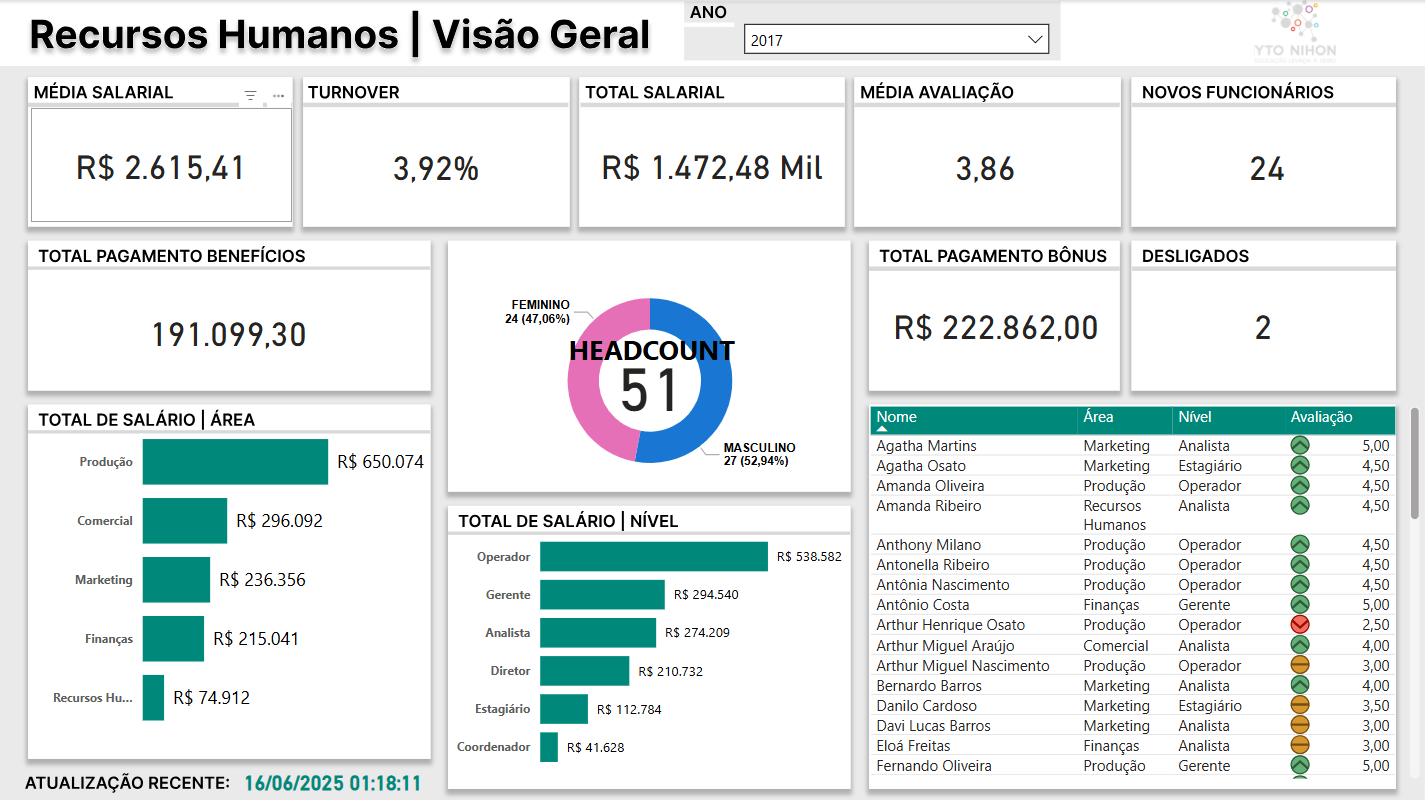 Recursos Humanos | Visão Geral
ANO
2017
YTO NIHON
MÉDIA SALARIAL
R$ 2.615,41
TURNOVER
3,92%
TOTAL SALARIAL
R$ 1.472,48 Mil
MÉDIA AVALIAÇÃO
3,86
NOVOS FUNCIONÁRIOS
24
TOTAL PAGAMENTO BENEFÍCIOS
191.099,30
FEMININO
24 (47,06%)
HEADCOUNT
51
MASCULINO
27 (52,94%)
TOTAL PAGAMENTO BÔNUS
R$ 222.862,00
DESLIGADOS
2
TOTAL DE SALÁRIO | ÁREA
Produção R$ 650.074
Comercial R$ 296.092
Marketing R$ 236.356
Finanças R$ 215.041
Recursos Hu... R$ 74.912
TOTAL DE SALÁRIO | NÍVEL
Operador R$ 538.582
Gerente R$ 294.540
Analista R$ 274.209
Diretor R$ 210.732
Estagiário R$ 112.784
Coordenador R$ 41.628
Nome Área Nível Avaliação
Agatha Martins Marketing Analista 5,00
Agatha Osato Marketing Estagiário 4,50
Amanda Oliveira Produção Operador 4,50
Amanda Ribeiro Recursos Analista 4,50
Humanos
Anthony Milano Produção Operador 4,50
Antonella Ribeiro Produção Operador 4,50
Antônia Nascimento Produção Operador 4,50
Antônio Costa Finanças Gerente 5,00
Arthur Henrique Osato Produção Operador 2,50
Arthur Miguel Araújo Comercial Analista 4,00
Arthur Miguel Nascimento Produção Operador 3,00
Bernardo Barros Marketing Analista 4,00
Danilo Cardoso Marketing Estagiário 3,50
Davi Lucas Barros Marketing Analista 3,00
Eloá Freitas Finanças Analista 3,00
Fernando Oliveira Produção Gerente 5,00
ATUALIZAÇÃO RECENTE: 16/06/2025 01:18:11